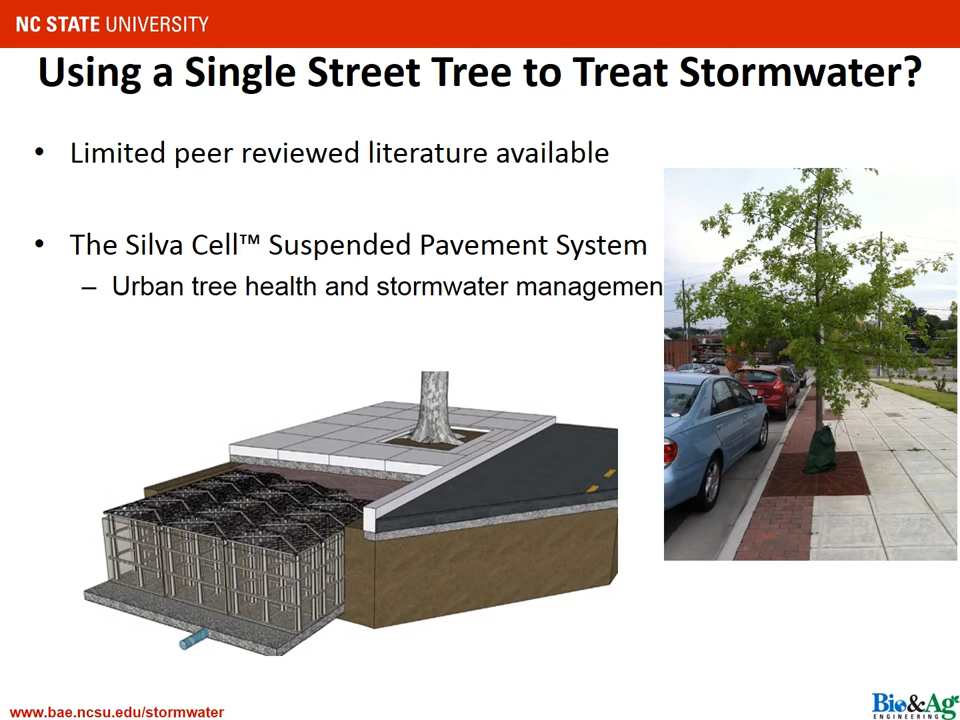 NC STATE UNIVERSITY
Using a Single Street Tree to Treat Stormwater?
• Limited peer reviewed literature available
• The Silva Cell™ Suspended Pavement System
– Urban tree health and stormwater managemen
www.bae.ncsu.edu/stormwater
Bio&Ag
ENGINEERING